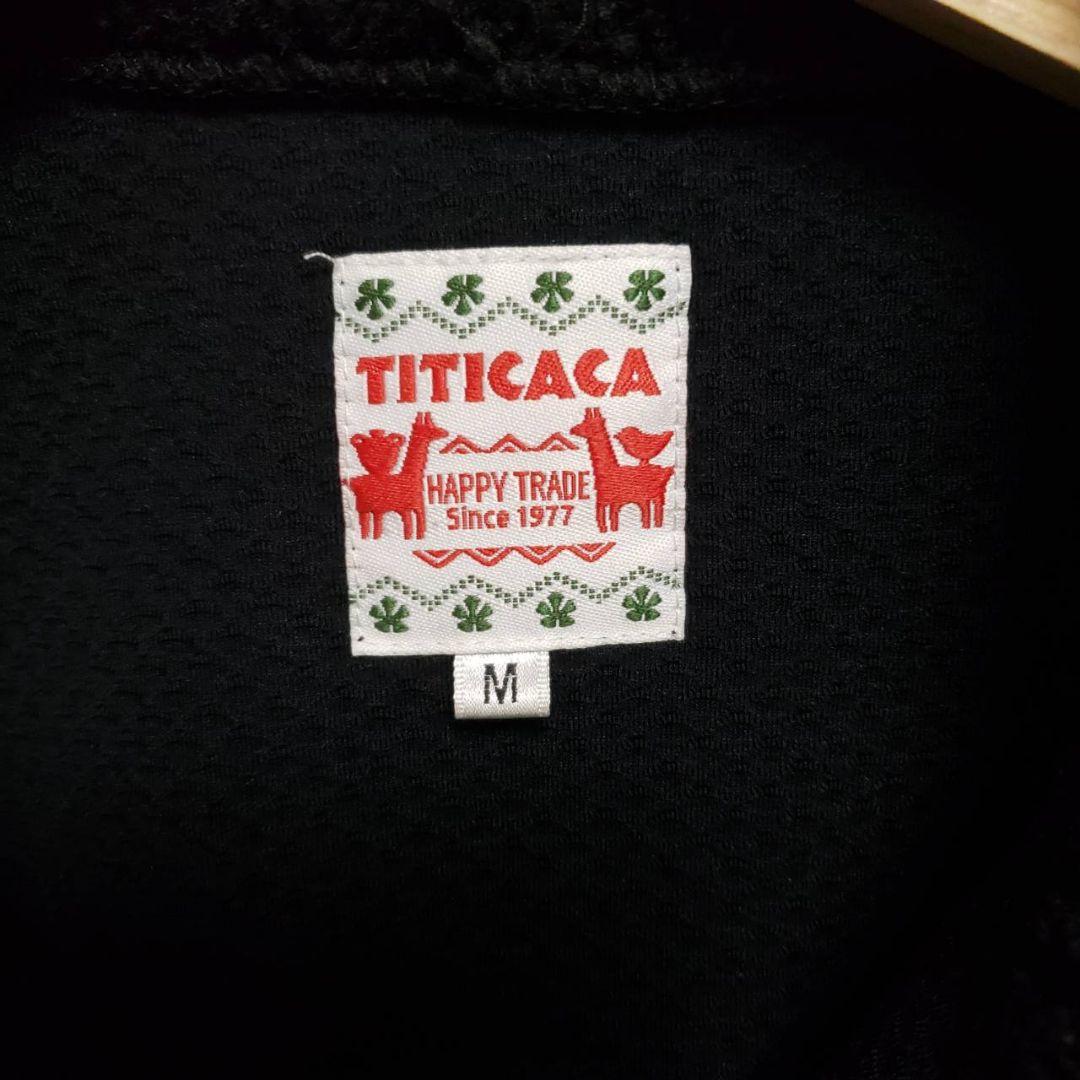 TITICACA
HAPPY TRADE
Since 1977
M